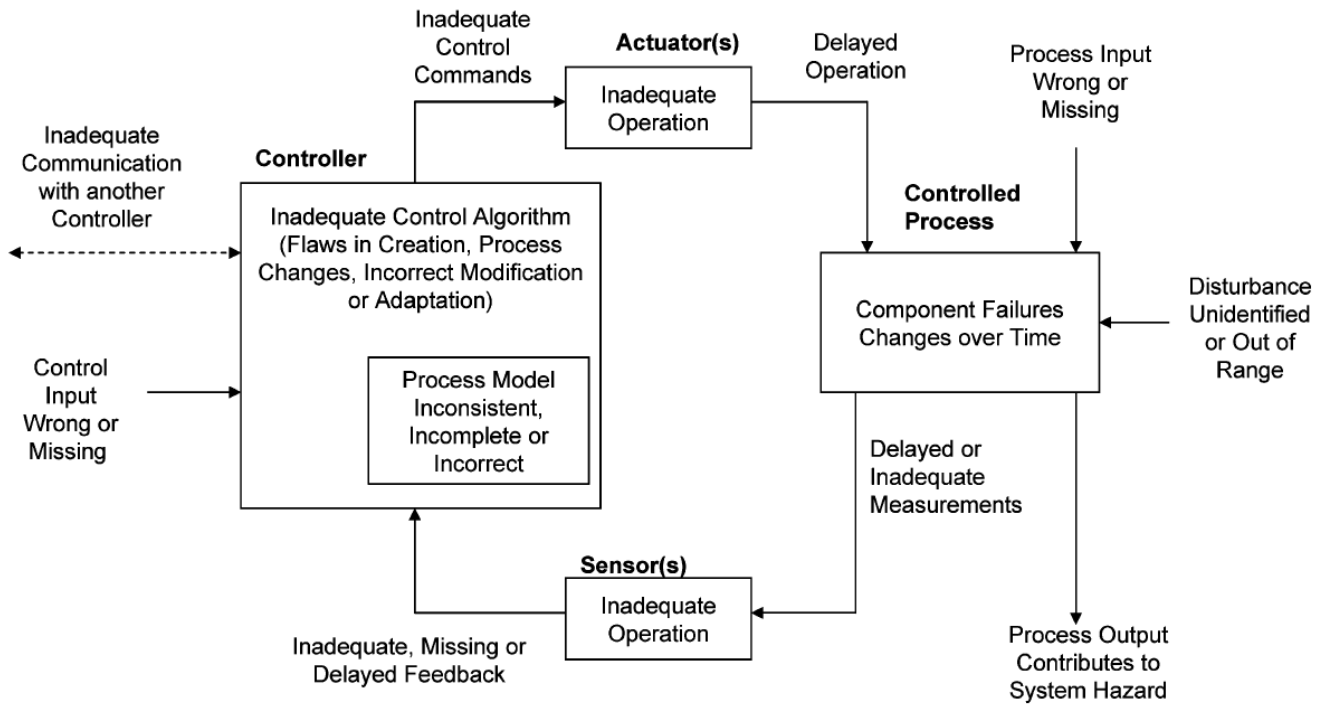 Inadequate
Control
Commands
Actuator(s)
Inadequate
Operation
Delayed
Operation
Process Input
Wrong or
Missing
Inadequate
Communication
with another
Controller
Controller
Inadequate Control Algorithm
(Flaws in Creation, Process
Changes, Incorrect Modification
or Adaptation)
Process Model
Inconsistent,
Incomplete or
Incorrect
Control
Input
Wrong or
Missing
Controlled
Process
Component Failures
Changes over Time
Disturbance
Unidentified
or Out of
Range
Delayed or
Inadequate
Measurements
Sensor(s)
Inadequate
Operation
Inadequate, Missing or
Delayed Feedback
Process Output
Contributes to
System Hazard